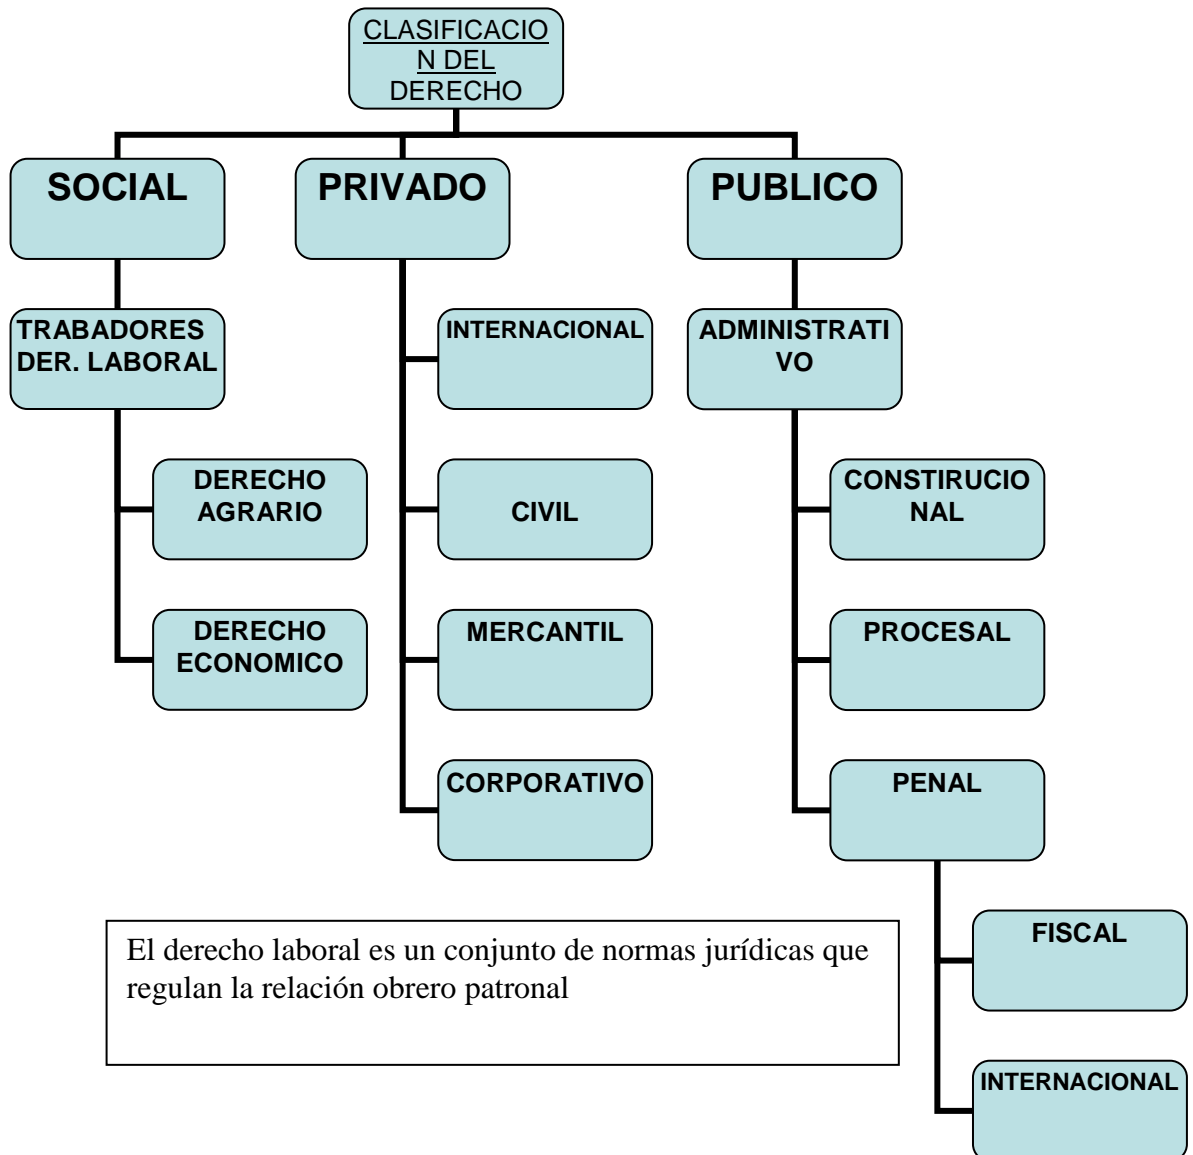 CLASIFICACIO
N DEL
DERECHO
SOCIAL
PRIVADO
PUBLICO
TRABADORES
DER. LABORAL
INTERNACIONAL
ADMINISTRATI
VO
DERECHO
AGRARIO
CIVIL
CONSTIRUCIO
NAL
DERECHO
ECONOMICO
MERCANTIL
PROCESAL
CORPORATIVO
PENAL
El derecho laboral es un conjunto de normas jurídicas que
regulan la relación obrero patronal
FISCAL
INTERNACIONAL